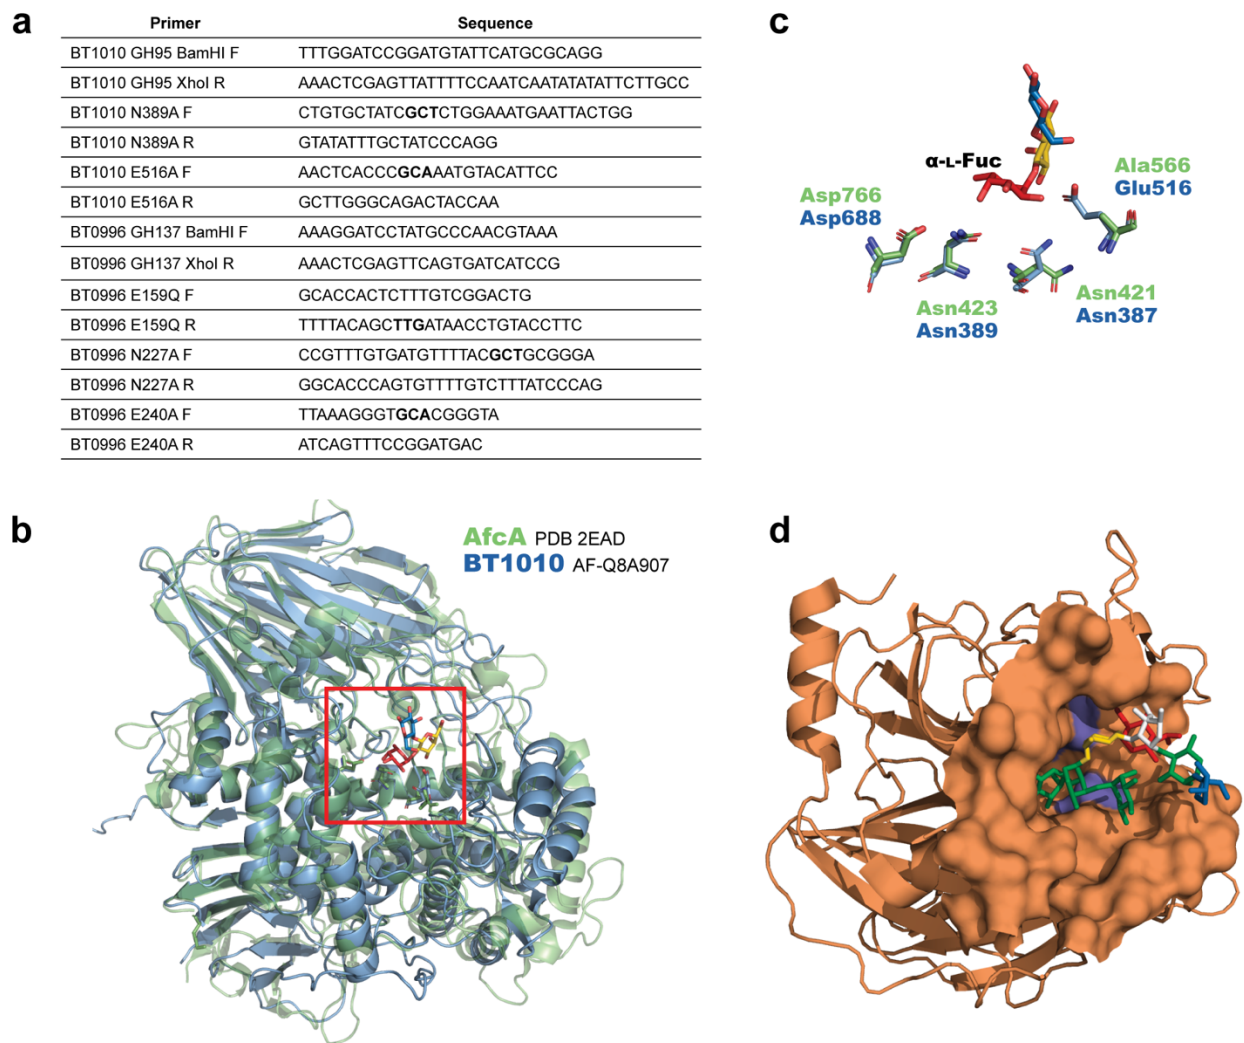 a
Primer Sequence
BT1010 GH95 BamHI F TTTGGATCCGGATGTATTCATGCGCAGG
BT1010 GH95 XhoI R AAACTCGAGTTATTTTCCAATCAATATATATTCTTGCC
BT1010 N389A F CTGTGCTATCGCTCTGGAAATGAATTACTGG
BT1010 N389A R GTATATTTGCTATCCCAGG
BT1010 E516A F AACTCACCCGCAAATGTACATTCC
BT1010 E516A R GCTTGGGCAGACTACCAA
BT0996 GH137 BamHI F AAAGGATCCTATGCCCAACGTAAA
BT0996 GH137 XhoI R AAACTCGAGTTCAGTGATCATCCG
BT0996 E159Q F GCACCACTCTTTGTCGGACTG
BT0996 E159Q R TTTTACAGCTTGATAACCTGTACCTTC
BT0996 N227A F CCGTTTGTGATGTTTTACGCTGCGGGA
BT0996 N227A R GGCACCCAGTGTTTTGTCTTTATCCCAG
BT0996 E240A F TTAAAGGGTGCACGGGTA
BT0996 E240A R ATCAGTTTCCGGATGAC
c
α-L-Fuc
Ala566
Glu516
Asp766
Asp688
Asn423
Asn389
Asn421
Asn387
b
AfcA PDB 2EAD
BT1010 AF-Q8A907
d